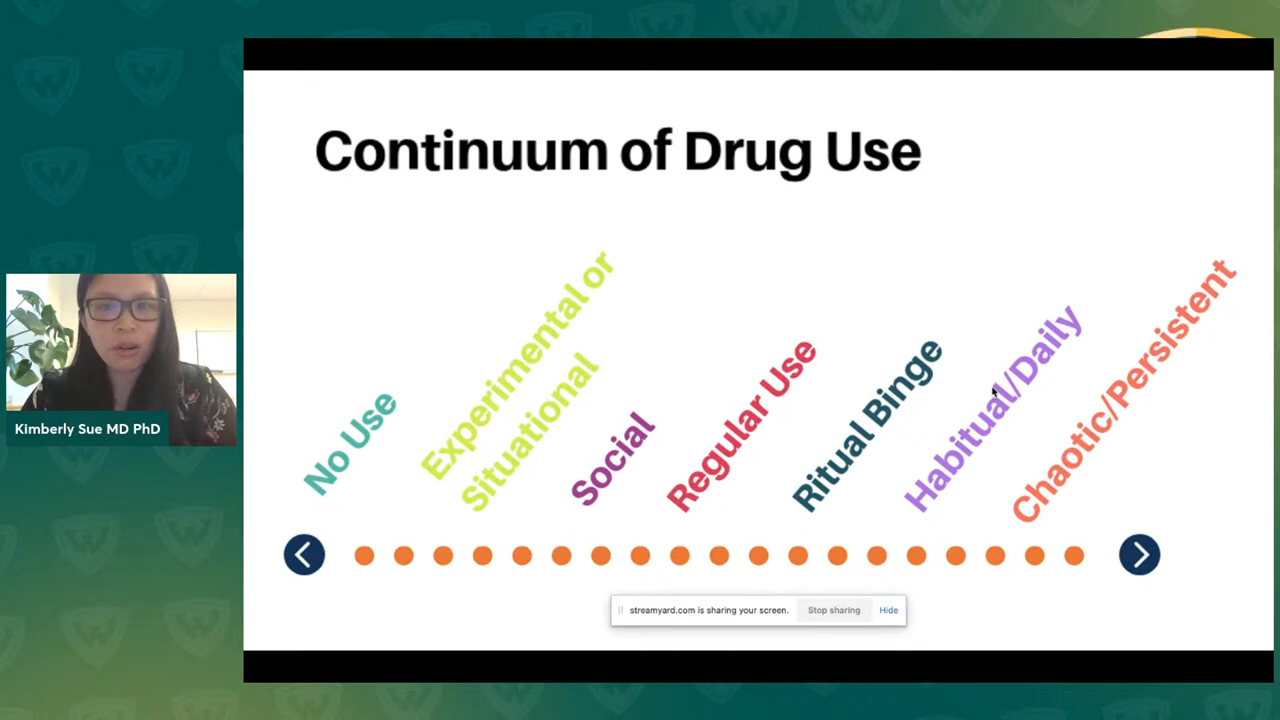 Continuum of Drug Use
No Use
Experimental or
Situational
Social
Regular Use
Ritual Binge
Habitual/Daily
Chaotic/Persistent
Kimberly Sue MD PhD
streamyard.com is sharing your screen.
Stop sharing
Hide